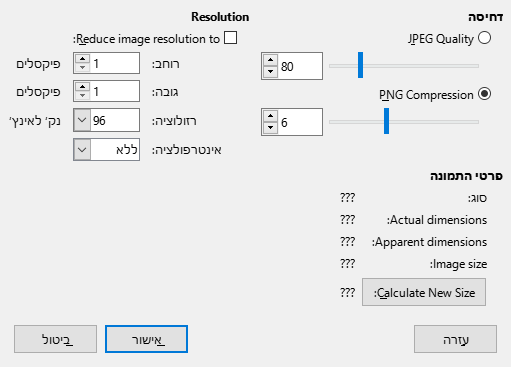 דחיסה
JPEG Quality
80
PNG Compression
6
Resolution
Reduce image resolution to:
רוחב: 1 פיקסלים
גובה: 1 פיקסלים
רזולוציה: 96 נק׳ לאינץ׳
אינטרפולציה: ללא
פרטי התמונה
סוג: ???
Actual dimensions: ???
Apparent dimensions: ???
Image size: ???
Calculate New Size: ???
עזרה
אישור
ביטול